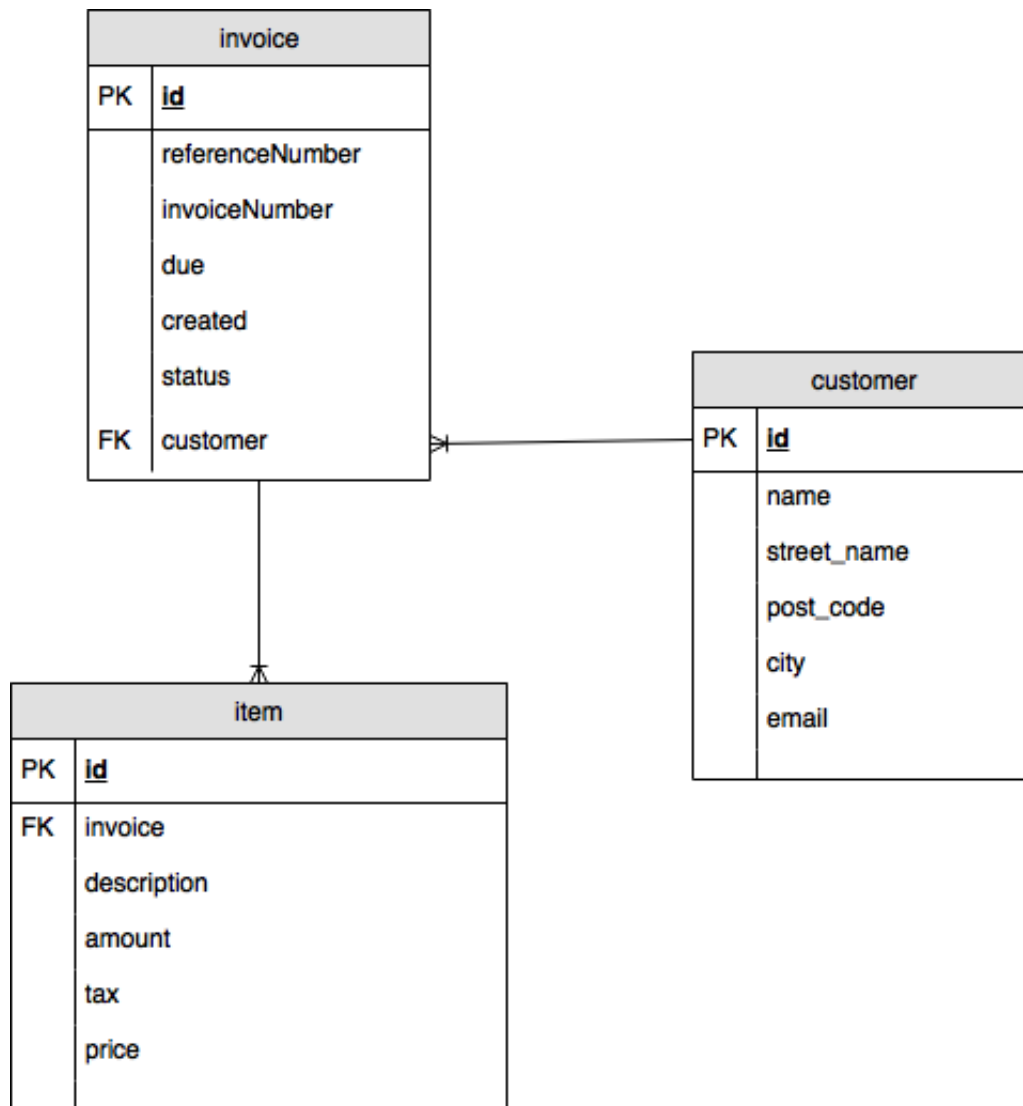 invoice
PK id
referenceNumber
invoiceNumber
due
created
status
FK customer
customer
PK id
name
street_name
post_code
city
email
item
PK id
FK invoice
description
amount
tax
price